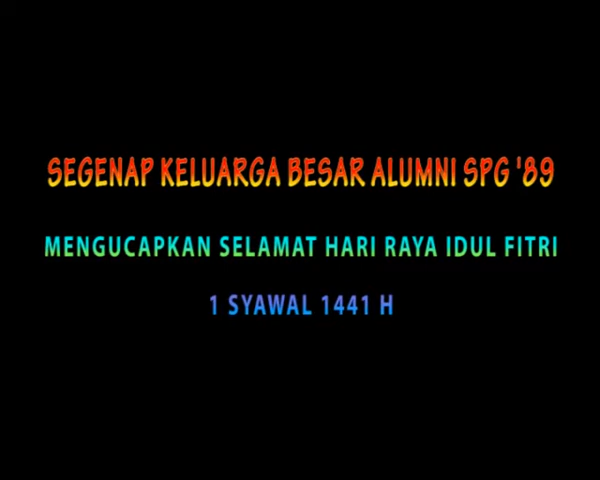 SEGENAP KELUARGA BESAR ALUMNI SPG '89
MENGUCAPKAN SELAMAT HARI RAYA IDUL FITRI
1 SYAWAL 1441 H